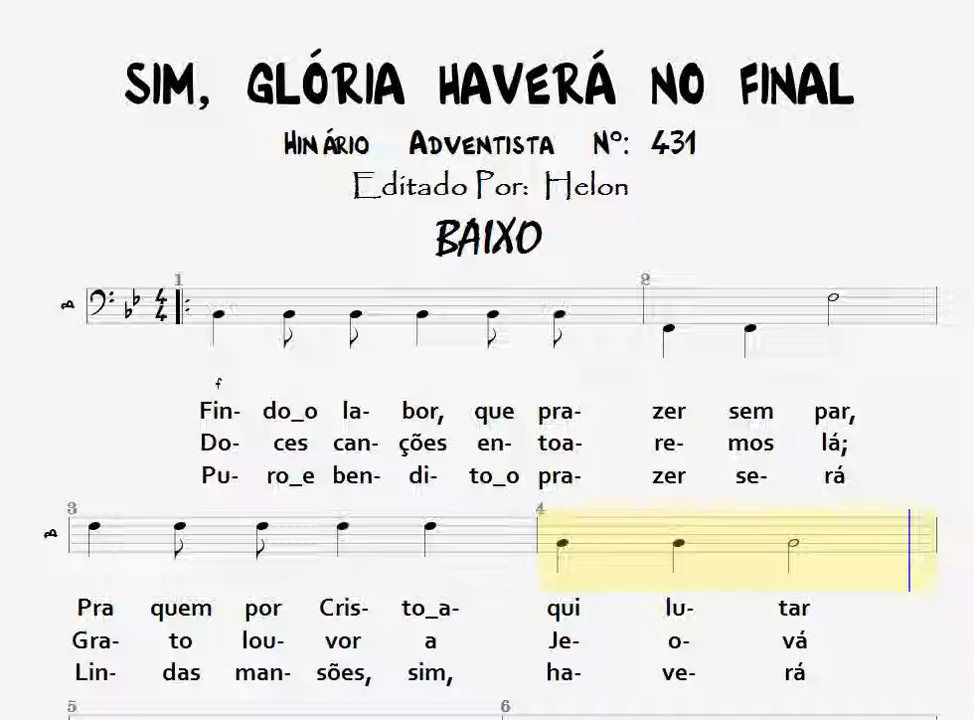 SIM, GLÓRIA HAVERÁ NO FINAL
HINÁRIO ADVENTISTA Nº: 431
Editado Por: Helon
BAIXO
1 2
B 4 4
f
Fin- do_o la- bor, que pra- zer sem par,
Do- ces can- ções en- toa- re- mos lá;
Pu- ro_e ben- di- to_o pra- zer se- rá
3 4
B
Pra quem por Cris- to_a- qui lu- tar
Gra- to lou- vor a Je- o- vá
Lin- das man- sões, sim, ha- ve- rá
5 6